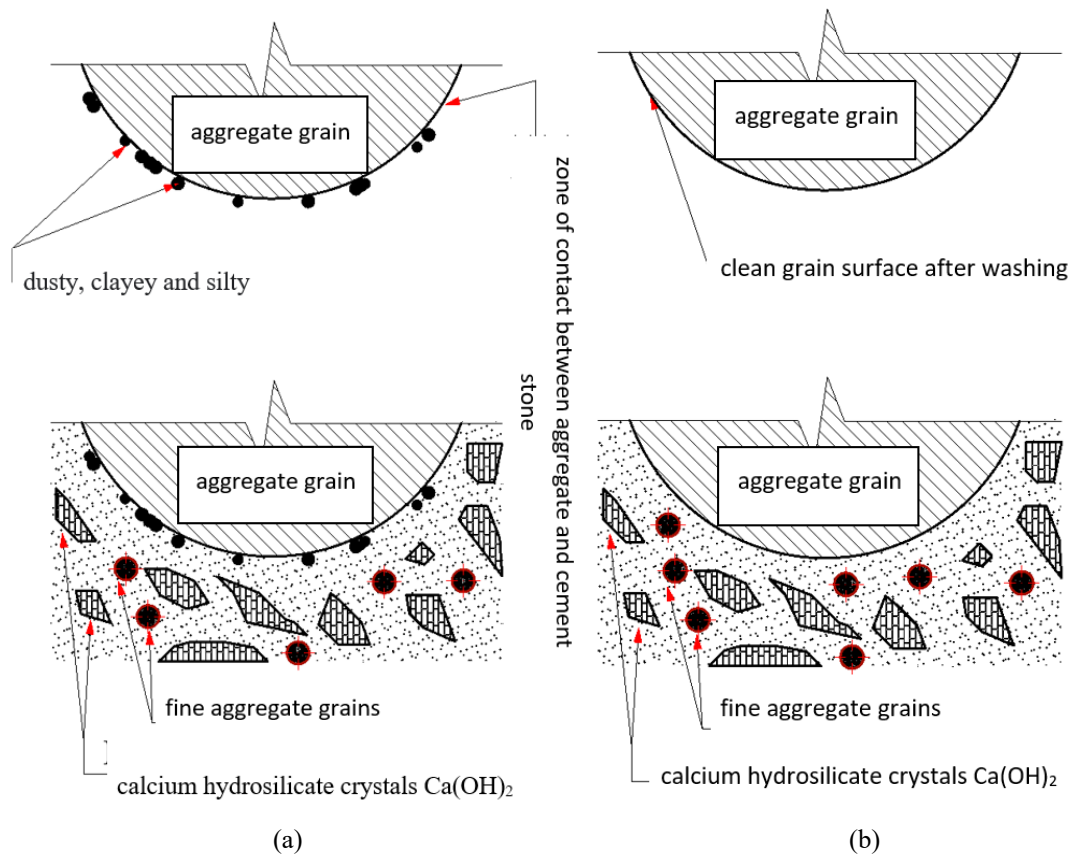 aggregate grain
dusty, clayey and silty
zone of contact between aggregate and cement
stone
aggregate grain
clean grain surface after washing
aggregate grain
fine aggregate grains
calcium hydrosilicate crystals Ca(OH)₂
(a)
aggregate grain
fine aggregate grains
calcium hydrosilicate crystals Ca(OH)₂
(b)